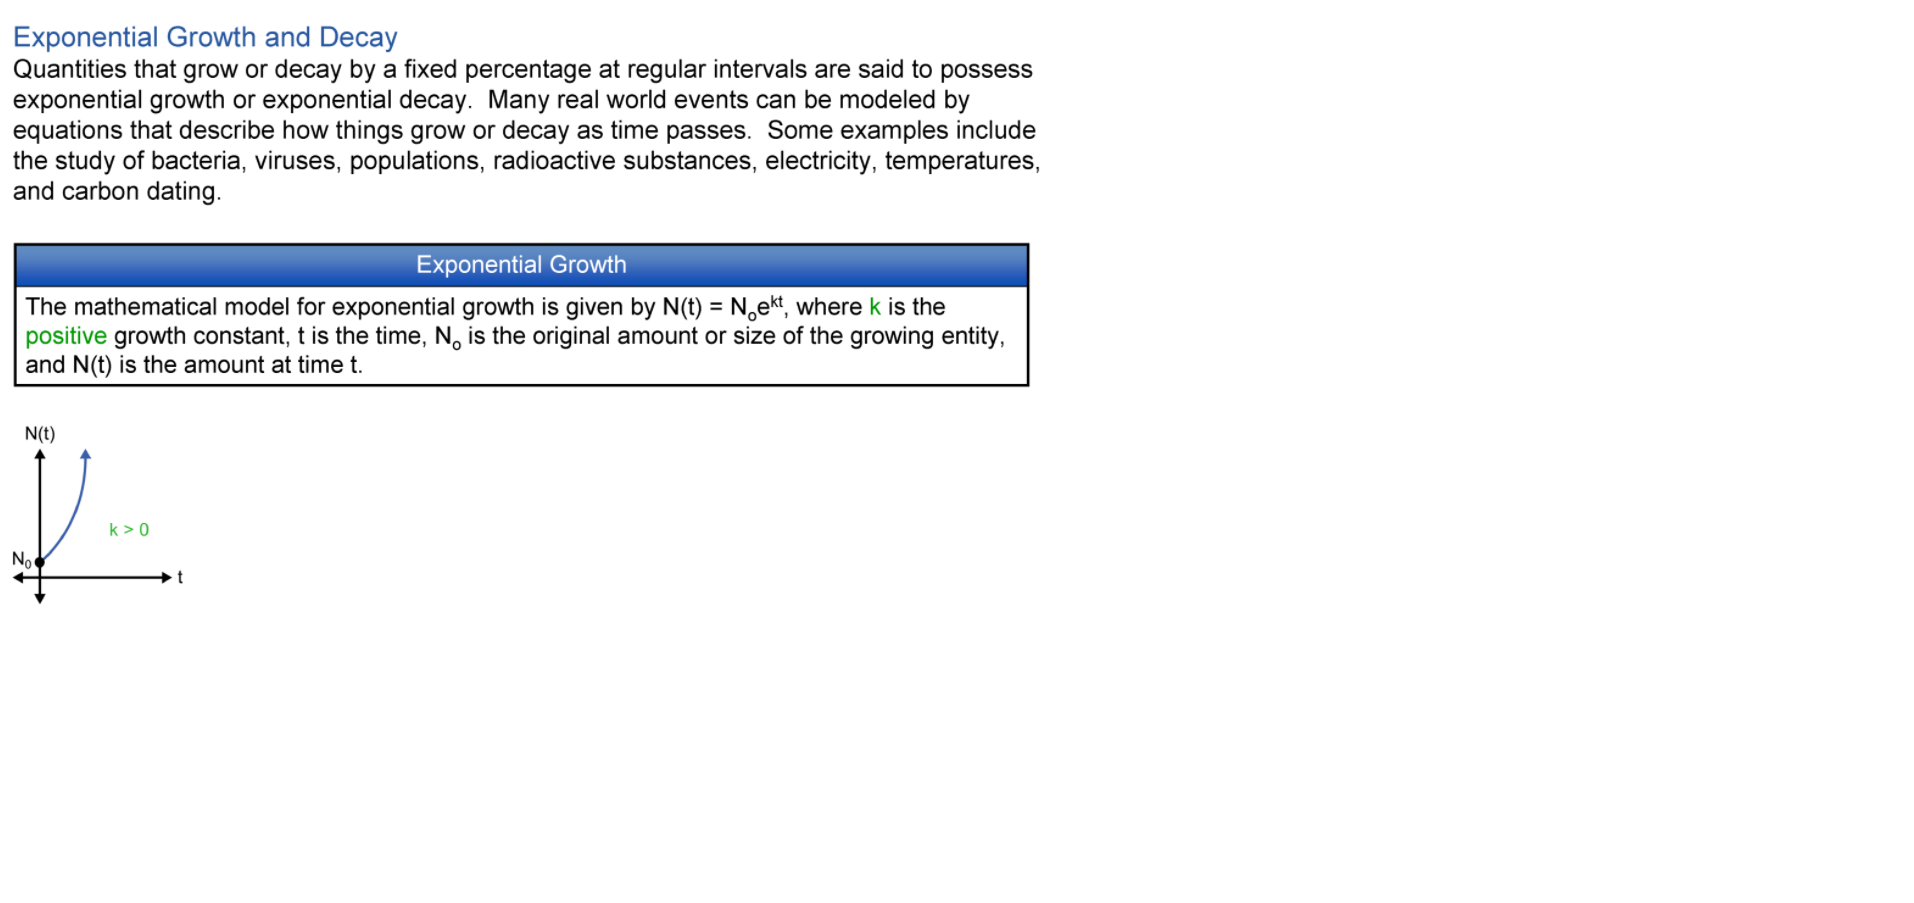 Exponential Growth and Decay
Quantities that grow or decay by a fixed percentage at regular intervals are said to possess
exponential growth or exponential decay.  Many real world events can be modeled by
equations that describe how things grow or decay as time passes.  Some examples include
the study of bacteria, viruses, populations, radioactive substances, electricity, temperatures,
and carbon dating.
Exponential Growth
The mathematical model for exponential growth is given by N(t) = Nₒeᵏᵗ, where k is the
positive growth constant, t is the time, Nₒ is the original amount or size of the growing entity,
and N(t) is the amount at time t.
N(t)
k > 0
N₀
t